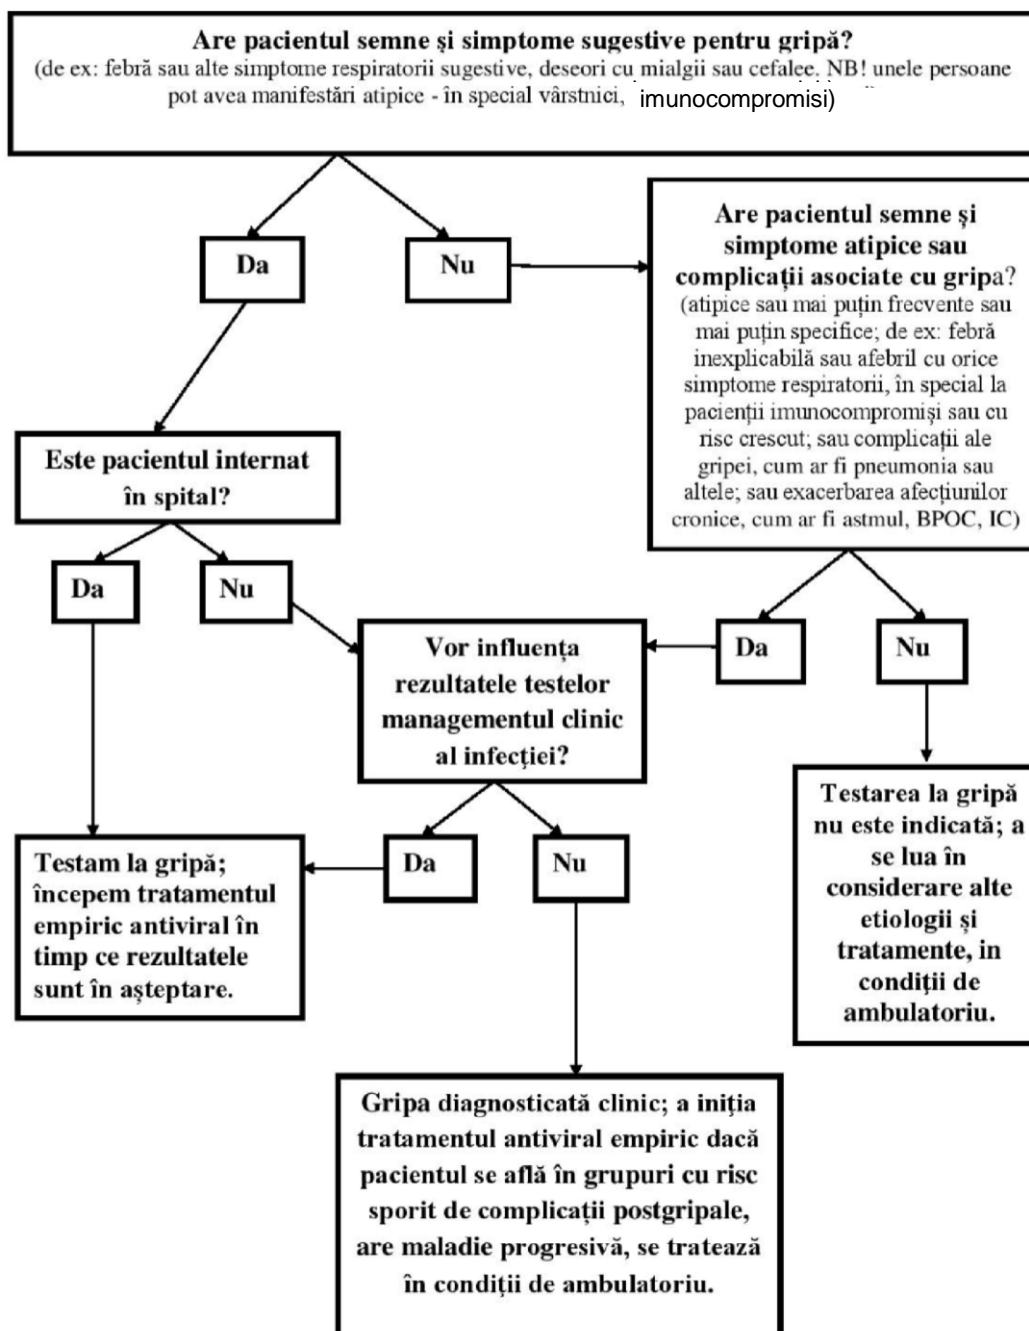 Are pacientul semne și simptome sugestive pentru gripă?
(de ex: febră sau alte simptome respiratorii sugestive, deseori cu mialgii sau cefalee. NB! unele persoane
pot avea manifestări atipice - în special vârstnici, imunocompromisi)
Da
Nu
Are pacientul semne și
simptome atipice sau
complicații asociate cu gripa?
(atipice sau mai puțin frecvente sau
mai puțin specifice; de ex: febră
inexplicabilă sau afebril cu orice
simptome respiratorii, în special la
pacienții imunocompromiși sau cu
risc crescut; sau complicații ale
gripei, cum ar fi pneumonia sau
altele; sau exacerbarea afecțiunilor
cronice, cum ar fi astmul, BPOC, IC)
Este pacientul internat
în spital?
Da
Nu
Vor influența
rezultatele testelor
managementul clinic
al infecției?
Da
Nu
Testarea la gripă
nu este indicată; a
se lua în
considerare alte
etiologii și
tratamente, in
condiții de
ambulatoriu.
Testam la gripă;
începem tratamentul
empiric antiviral în
timp ce rezultatele
sunt în așteptare.
Da
Nu
Gripa diagnosticată clinic; a iniţia
tratamentul antiviral empiric dacă
pacientul se află în grupuri cu risc
sporit de complicații postgripale,
are maladie progresivă, se tratează
în condiţii de ambulatoriu.